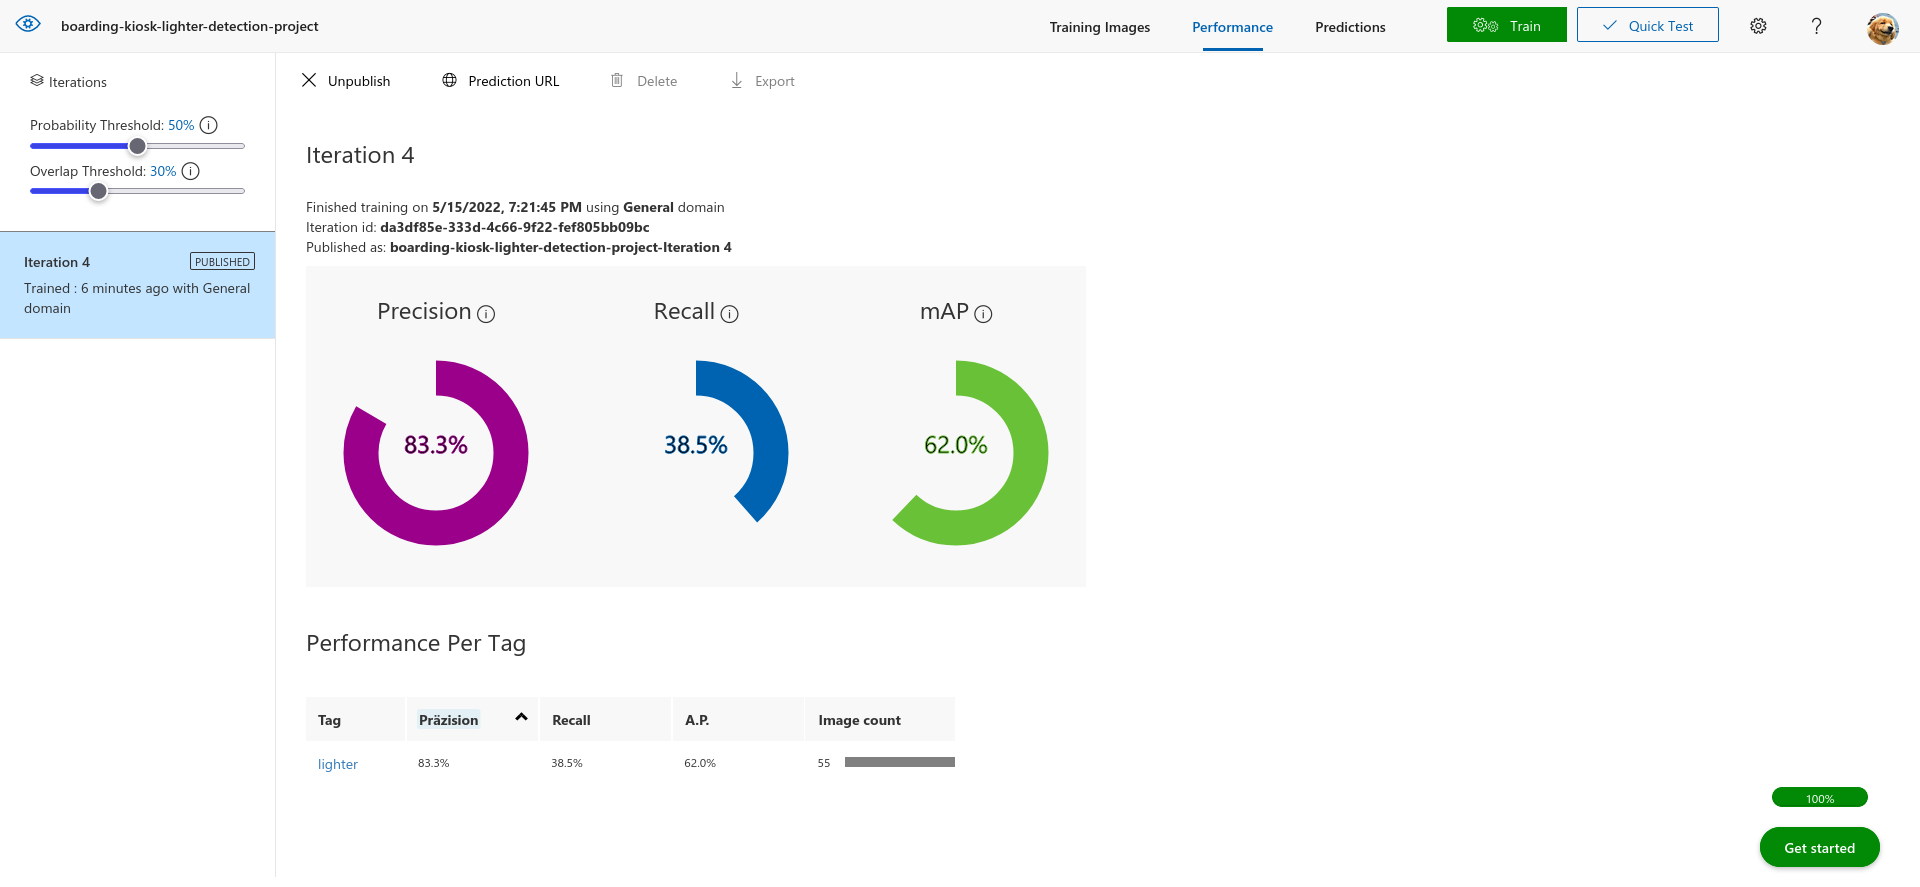 boarding-kiosk-lighter-detection-project
Training Images
Performance
Predictions
Train
Quick Test
?
Iterations
Probability Threshold: 50%
Overlap Threshold: 30%
Iteration 4
PUBLISHED
Trained : 6 minutes ago with General
domain
Unpublish
Prediction URL
Delete
Export
Iteration 4
Finished training on 5/15/2022, 7:21:45 PM using General domain
Iteration id: da3df85e-333d-4c66-9f22-fef805bb09bc
Published as: boarding-kiosk-lighter-detection-project-Iteration 4
Precision
Recall
mAP
83.3%
38.5%
62.0%
Performance Per Tag
Tag
Präzision
Recall
A.P.
Image count
lighter
83.3%
38.5%
62.0%
55
100%
Get started